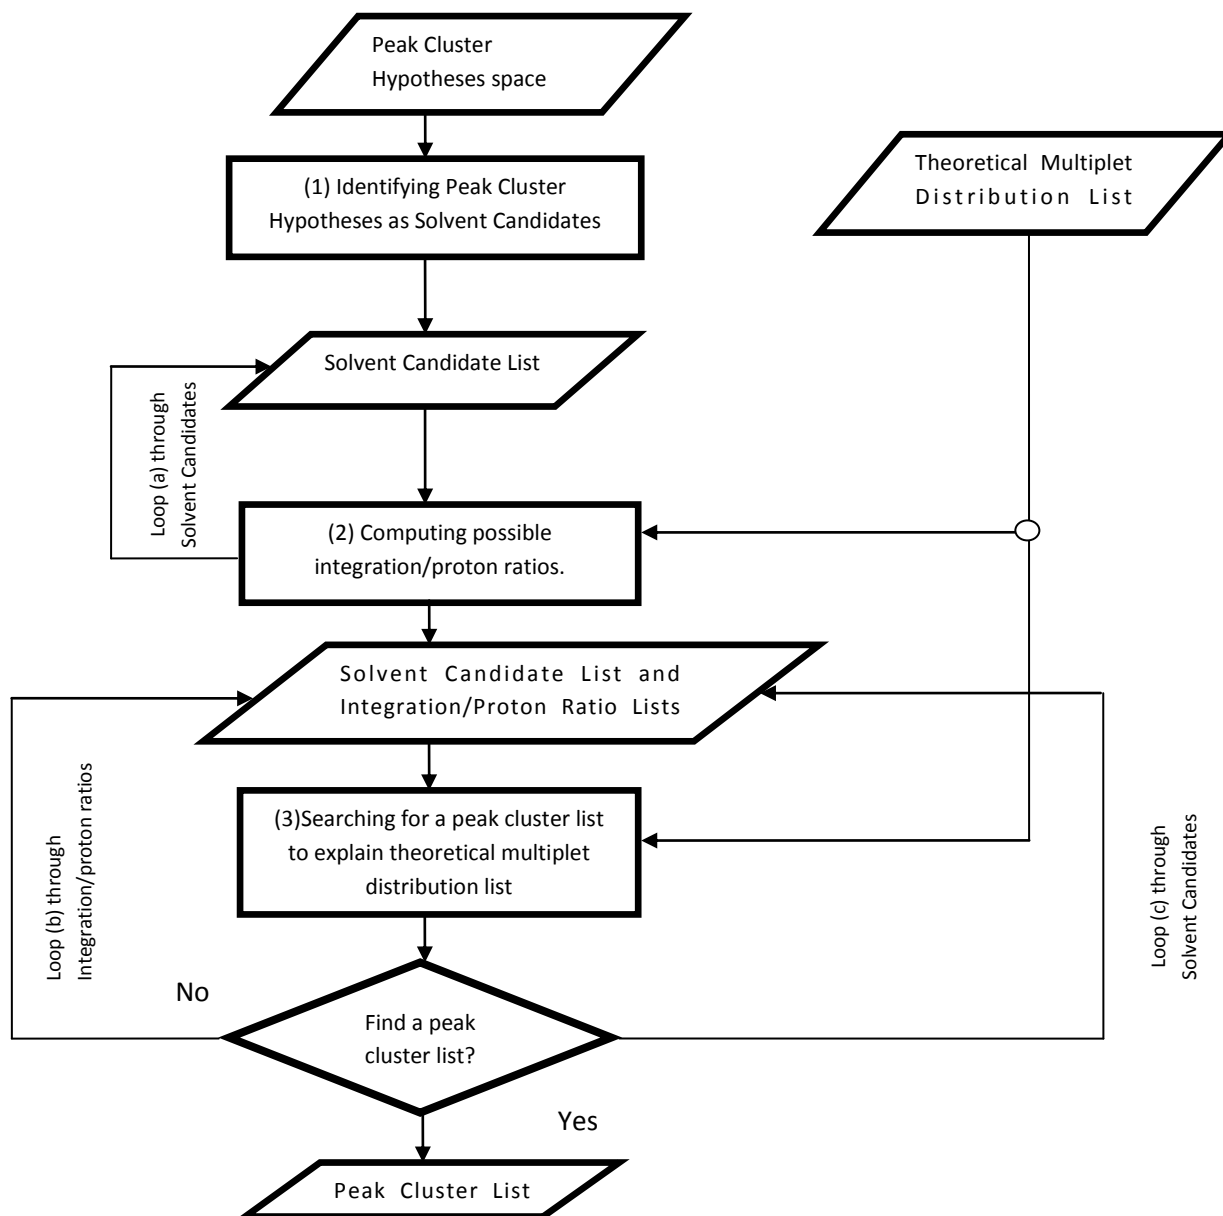 Peak Cluster
Hypotheses space
(1) Identifying Peak Cluster
Hypotheses as Solvent Candidates
Theoretical Multiplet
Distribution List
Solvent Candidate List
Loop (a) through
Solvent Candidates
(2) Computing possible
integration/proton ratios.
Solvent Candidate List and
Integration/Proton Ratio Lists
(3)Searching for a peak cluster list
to explain theoretical multiplet
distribution list
Loop (b) through
Integration/proton ratios
Loop (c) through
Solvent Candidates
No
Find a peak
cluster list?
Yes
Peak Cluster List